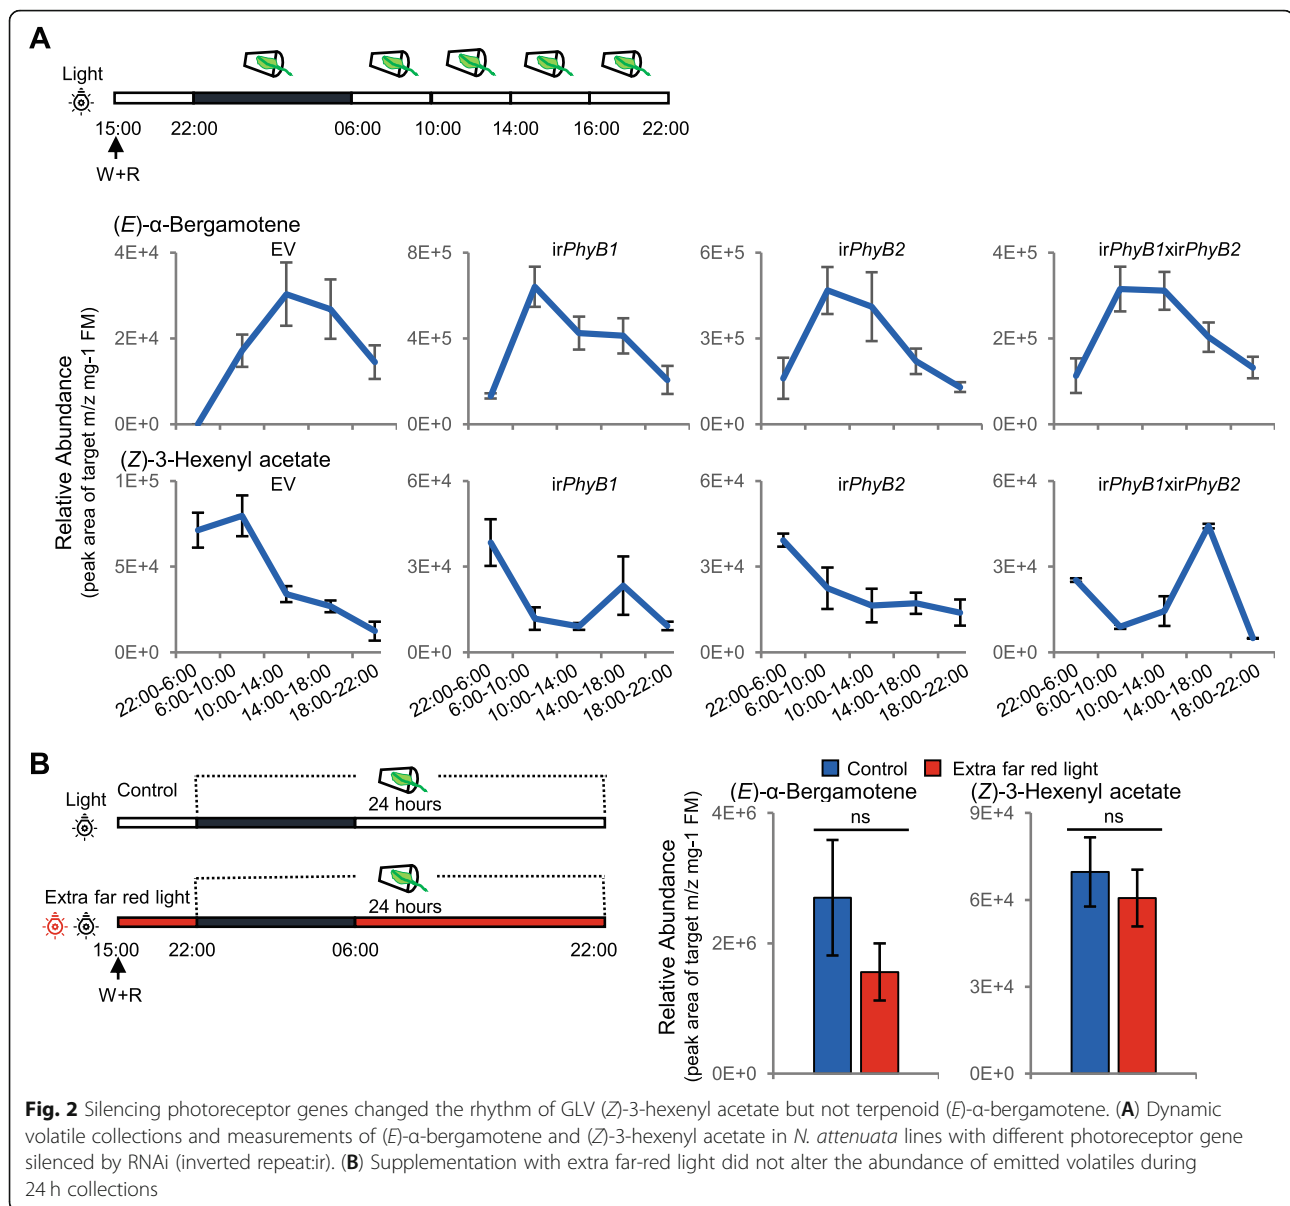 A
Light
15:00 22:00 06:00 10:00 14:00 16:00 22:00
W+R
Relative Abundance
(peak area of target m/z mg-1 FM)
(E)-α-Bergamotene
EV
4E+4
2E+4
0E+0
irPhyB1
8E+5
4E+5
0E+0
irPhyB2
6E+5
3E+5
0E+0
irPhyB1xirPhyB2
4E+5
2E+5
0E+0
(Z)-3-Hexenyl acetate
EV
1E+5
5E+4
0E+0
22:00-6:00
6:00-10:00
10:00-14:00
14:00-18:00
18:00-22:00
irPhyB1
6E+4
3E+4
0E+0
22:00-6:00
6:00-10:00
10:00-14:00
14:00-18:00
18:00-22:00
irPhyB2
6E+4
3E+4
0E+0
22:00-6:00
6:00-10:00
10:00-14:00
14:00-18:00
18:00-22:00
irPhyB1xirPhyB2
6E+4
3E+4
0E+0
22:00-6:00
6:00-10:00
10:00-14:00
14:00-18:00
18:00-22:00
B
Control
Light
24 hours
Extra far red light
24 hours
15:00 22:00 06:00 22:00
W+R
Control Extra far red light
Relative Abundance
(peak area of target m/z mg-1 FM)
(E)-α-Bergamotene
4E+6
2E+6
0E+0
ns
(Z)-3-Hexenyl acetate
9E+4
6E+4
3E+4
0E+0
ns
Fig. 2 Silencing photoreceptor genes changed the rhythm of GLV (Z)-3-hexenyl acetate but not terpenoid (E)-α-bergamotene. (A) Dynamic
volatile collections and measurements of (E)-α-bergamotene and (Z)-3-hexenyl acetate in N. attenuata lines with different photoreceptor gene
silenced by RNAi (inverted repeat:ir). (B) Supplementation with extra far-red light did not alter the abundance of emitted volatiles during
24 h collections